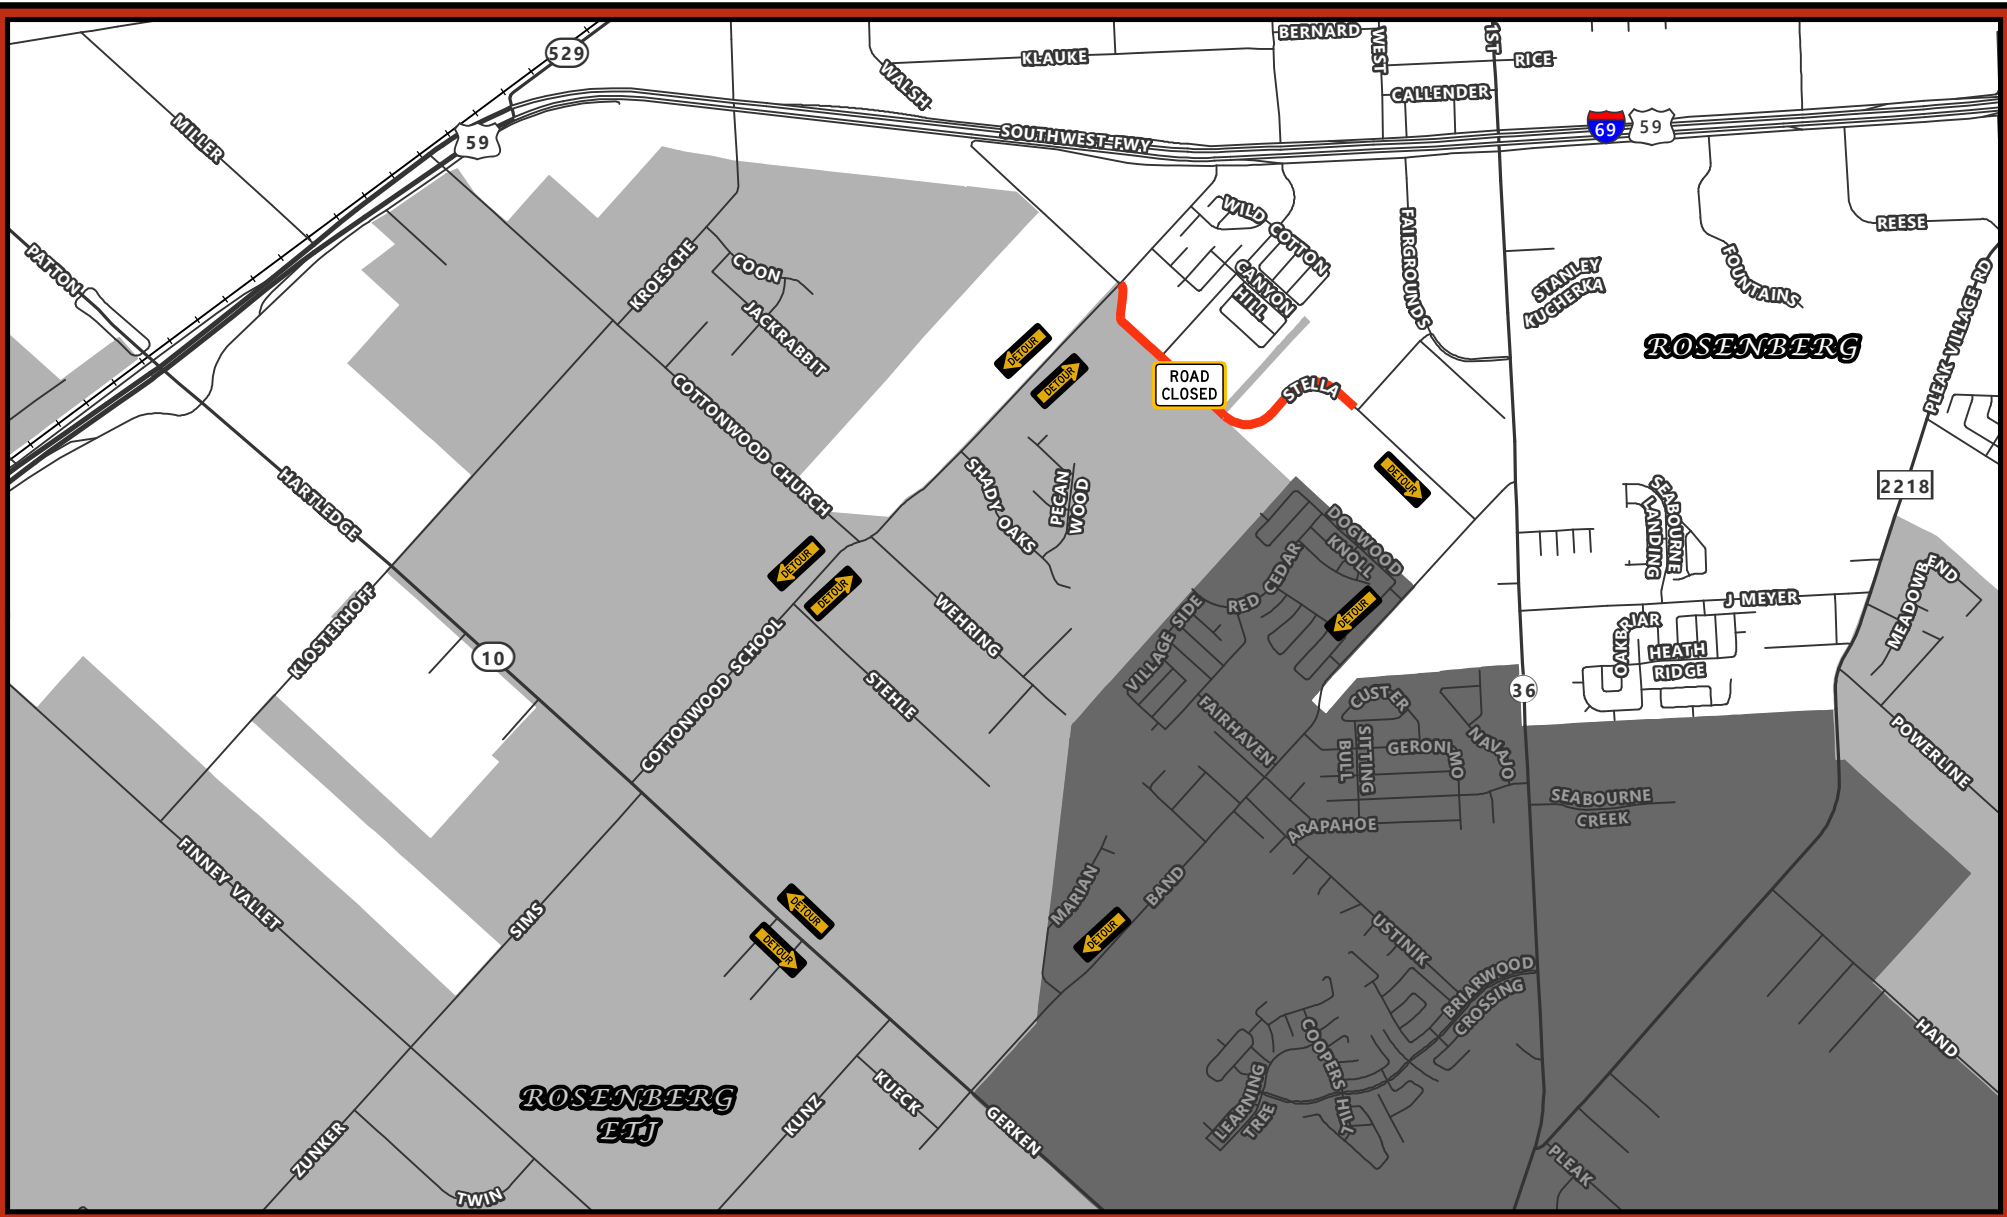 529
BERNARD
WEST
1ST
KLAUKE
RICE
WALSH
CALLENDER
MILLER
59
SOUTHWEST FWY
69
59
WILD COTTON
REESE
PATTON
KROESCHE
COON
CANYON
HILL
FAIRGROUNDS
STANLEY
KUCHERKA
FOUNTAINS
PLEAK VILLAGE RD
JACKRABBIT
ROSENBERG
DETOUR
DETOUR
ROAD
CLOSED
STELLA
COTTONWOOD CHURCH
HARTLEDGE
SHADY OAKS
PECAN
WOOD
DETOUR
2218
SEABOURNE
LANDING
DOGWOOD
KNOLL
DETOUR
DETOUR
RED CEDAR
DETOUR
VILLAGE SIDE
MEADOWBEND
J MEYER
KLOSTERHOFF
WEHRING
OAKBRIAR
HEATH
RIDGE
10
COTTONWOOD SCHOOL
STEHLE
FAIRHAVEN
CUSTER
36
SITTING
BULL
GERONIMO
NAVAJO
POWERLINE
SEABOURNE
CREEK
ARAPAHOE
FINNEY VALLET
SIMS
DETOUR
DETOUR
MARIAN
BAND
DETOUR
USTINIK
BRIARWOOD
CROSSING
HAND
COOPERS HILL
LEARNING
TREE
ROSENBERG
ETJ
KUECK
KUNZ
GERKEN
ZUNKER
TWIN
PLEAK